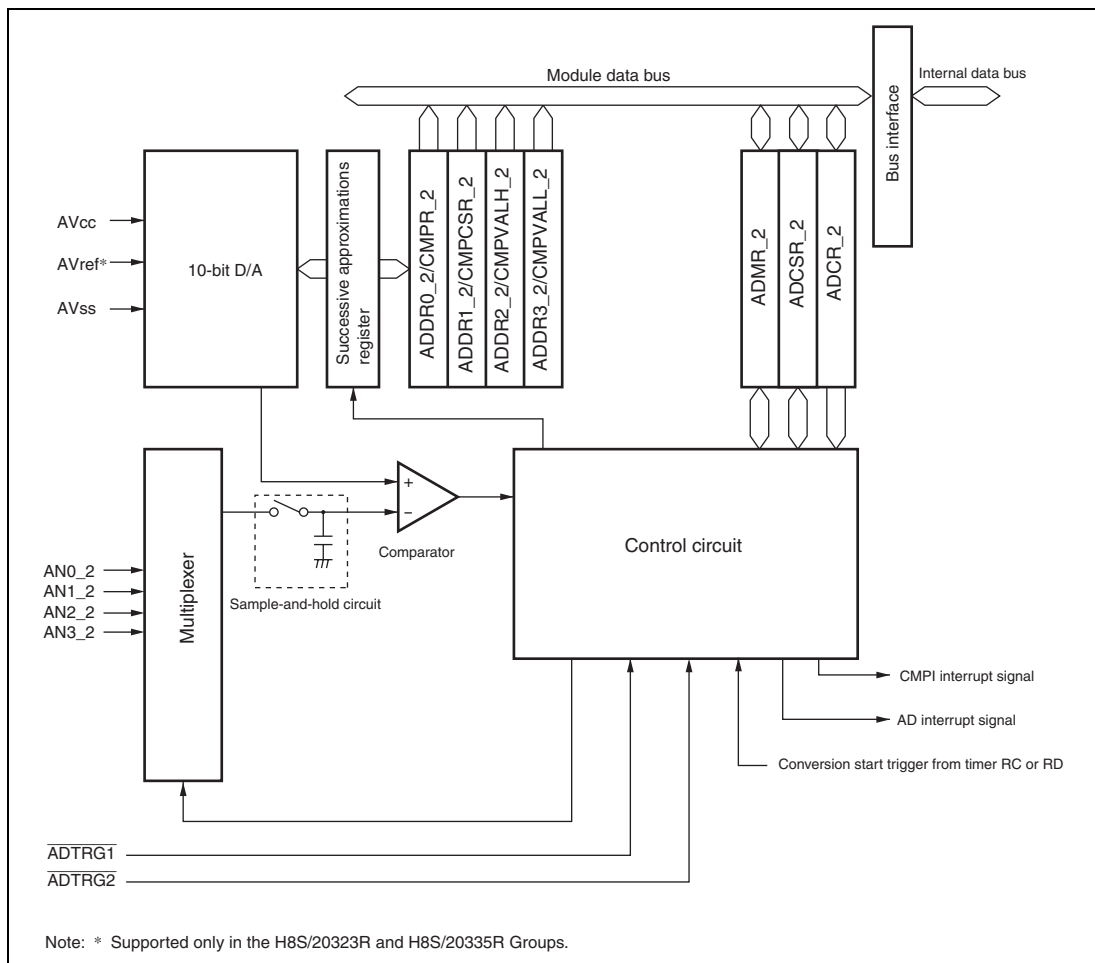 Module data bus
Internal data bus
Bus interface
AVcc
AVref*
AVss
10-bit D/A
Successive approximations
register
ADDR0_2/CMPR_2
ADDR1_2/CMPCSR_2
ADDR2_2/CMPVALH_2
ADDR3_2/CMPVALL_2
ADMR_2
ADCSR_2
ADCR_2
+
−
Comparator
Sample-and-hold circuit
Control circuit
AN0_2
AN1_2
AN2_2
AN3_2
Multiplexer
CMPI interrupt signal
AD interrupt signal
Conversion start trigger from timer RC or RD
ADTRG1
ADTRG2
Note: * Supported only in the H8S/20323R and H8S/20335R Groups.